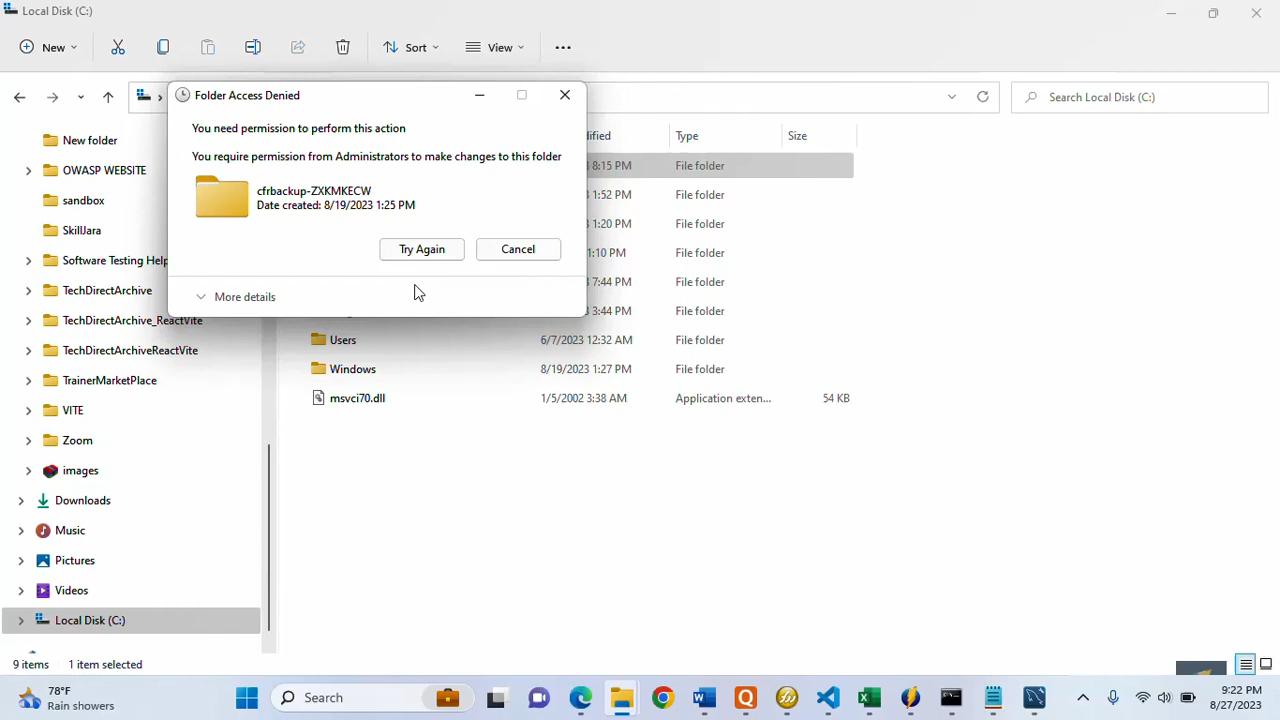 Local Disk (C:)
New
Sort
View
Search Local Disk (C:)
Folder Access Denied
You need permission to perform this action
You require permission from Administrators to make changes to this folder
cfrbackup-ZXKMKECW
Date created: 8/19/2023 1:25 PM
Try Again
Cancel
More details
dified
Type
Size
8:15 PM
File folder
1:52 PM
File folder
1:20 PM
File folder
1:10 PM
File folder
7:44 PM
File folder
3:44 PM
File folder
Users
6/7/2023 12:32 AM
File folder
Windows
8/19/2023 1:27 PM
File folder
msvci70.dll
1/5/2002 3:38 AM
Application exten...
54 KB
New folder
OWASP WEBSITE
sandbox
SkillJara
Software Testing Help
TechDirectArchive
TechDirectArchive_ReactVite
TechDirectArchiveReactVite
TrainerMarketPlace
VITE
Zoom
images
Downloads
Music
Pictures
Videos
Local Disk (C:)
9 items
1 item selected
78°F
Rain showers
Search
9:22 PM
8/27/2023